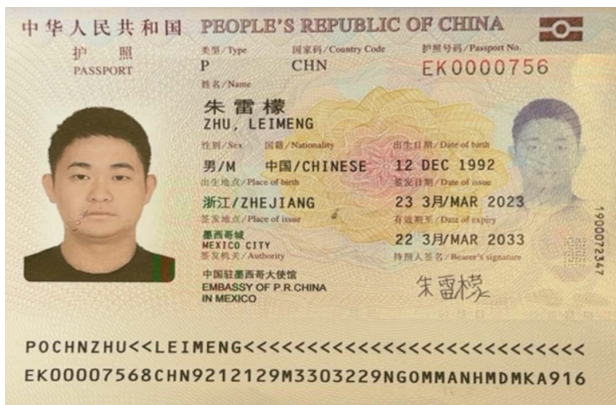 中华人民共和国 PEOPLE'S REPUBLIC OF CHINA
护照
PASSPORT
类型/Type 国家码/Country Code 护照号码/Passport No.
P CHN EK0000756
姓名/Name
朱雷檬
ZHU, LEIMENG
性别/Sex 国籍/Nationality 出生日期/Date of birth
男/M 中国/CHINESE 12 DEC 1992
出生地点/Place of birth 签发日期/Date of issue
浙江/ZHEJIANG 23 3月/MAR 2023
签发地点/Place of issue 有效期至/Date of expiry
墨西哥城
MEXICO CITY 22 3月/MAR 2033
签发机关/Authority 持照人签名/Bearer's signature
中国驻墨西哥大使馆
EMBASSY OF P.R.CHINA
IN MEXICO
朱雷檬
1900072347
POCHNZHU<<LEIMENG<<<<<<<<<<<<<<<<<<<<<<<<<<<
EK00007568CHN9212129M3303229NGOMMANHMDMKA916